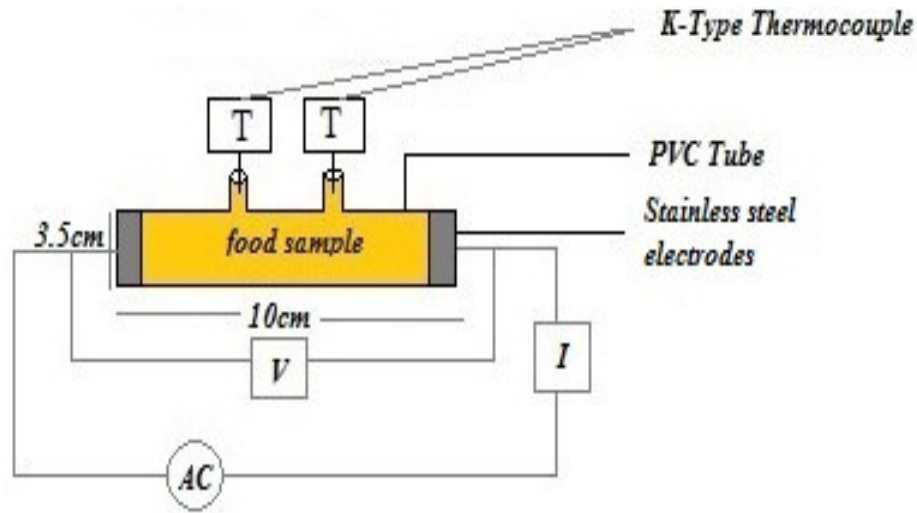 K-Type Thermocouple
T
T
PVC Tube
Stainless steel
electrodes
3.5cm
food sample
10cm
V
I
AC